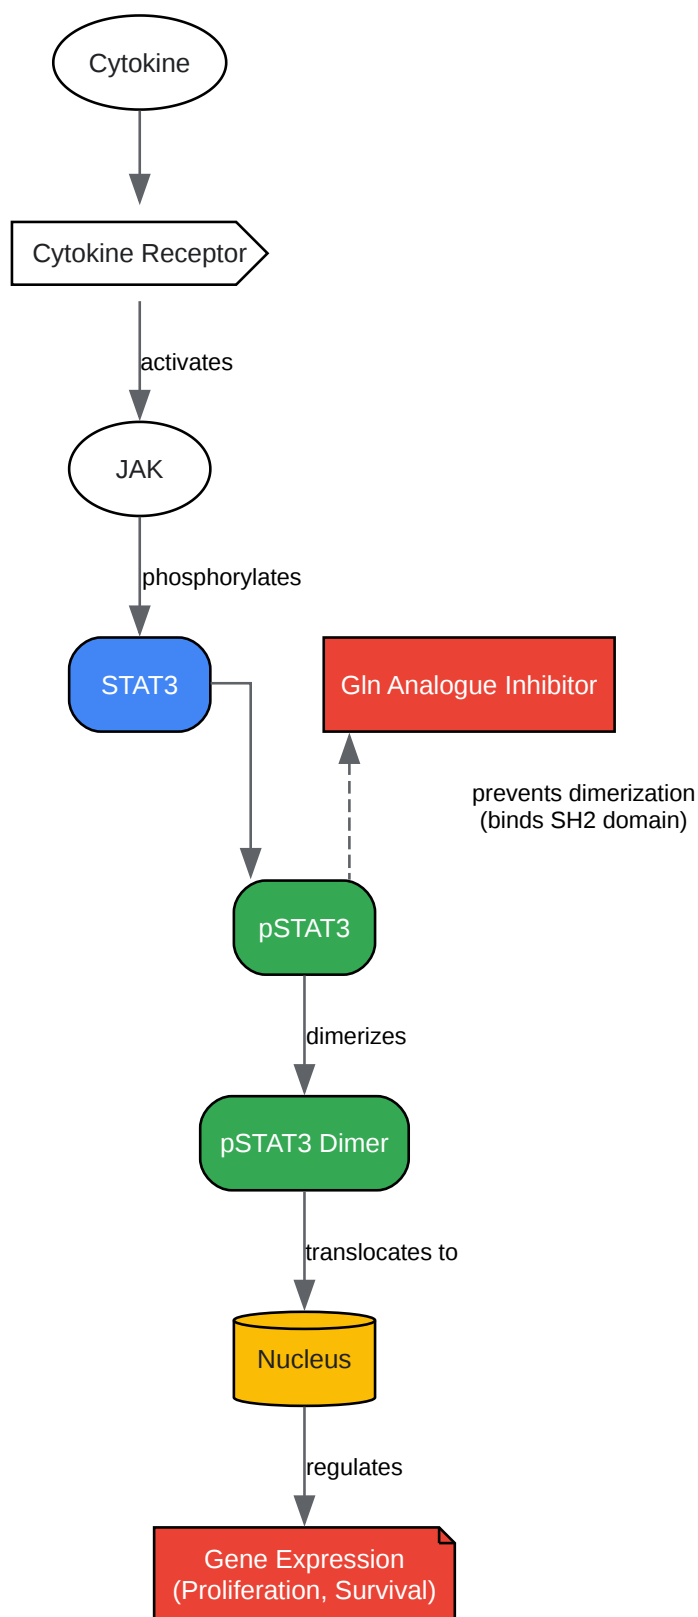 Cytokine
Cytokine Receptor
activates
JAK
phosphorylates
STAT3
Gln Analogue Inhibitor
prevents dimerization
(binds SH2 domain)
pSTAT3
dimerizes
pSTAT3 Dimer
translocates to
Nucleus
regulates
Gene Expression
(Proliferation, Survival)